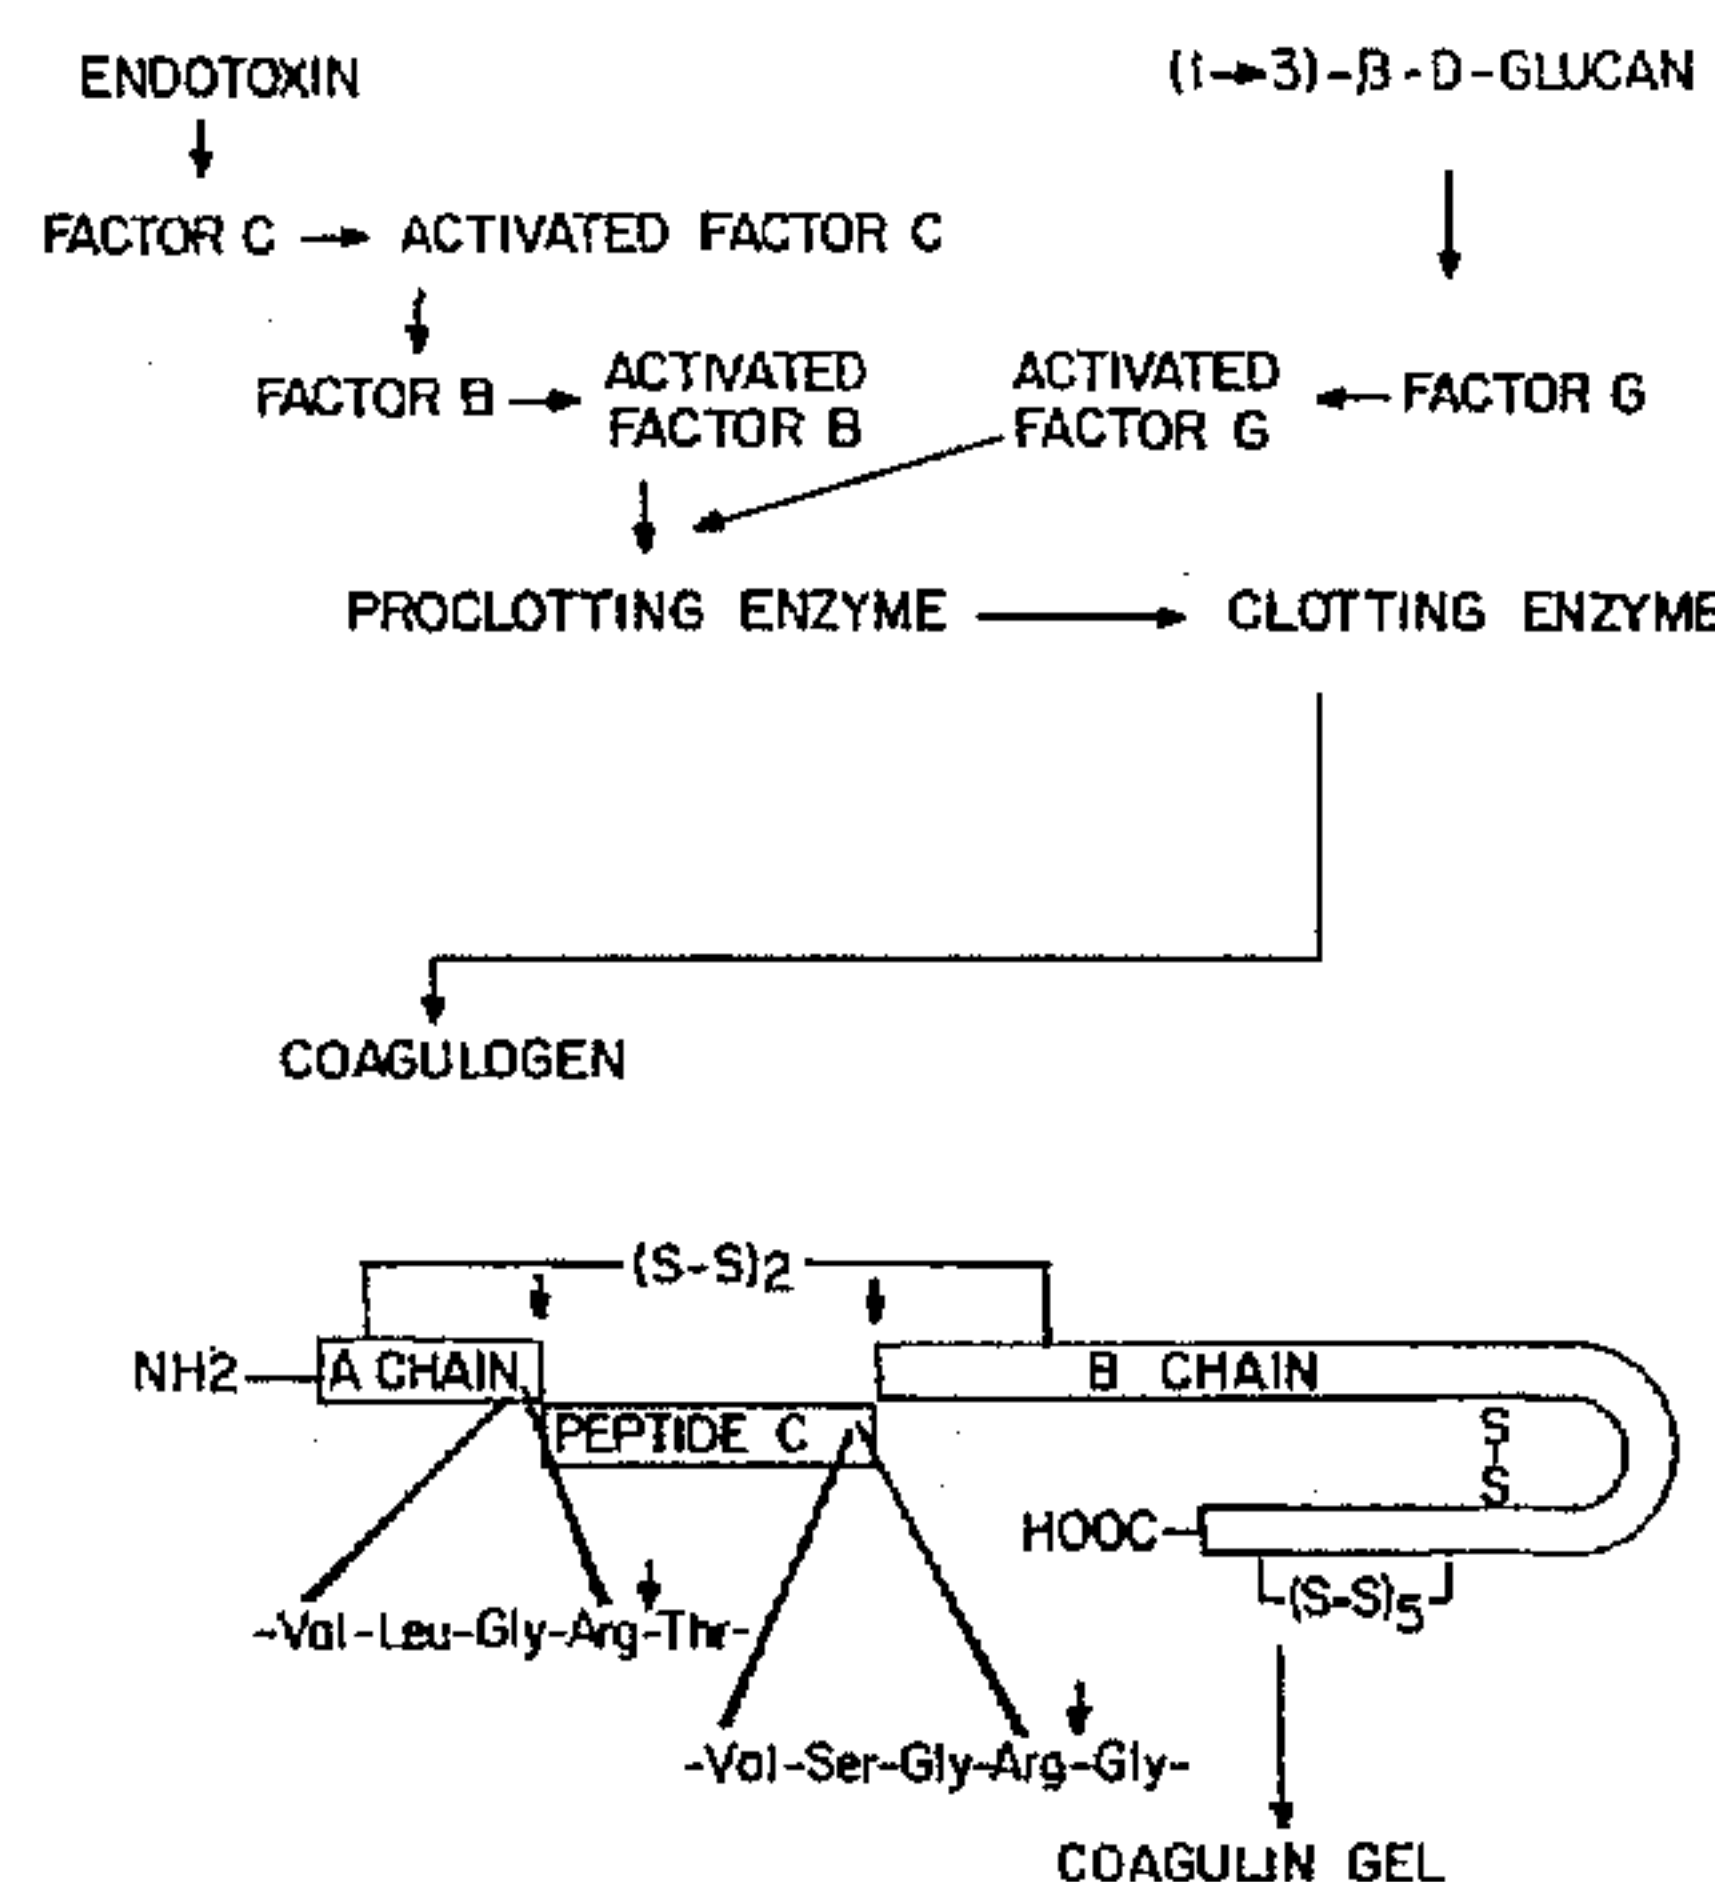 ENDOTOXIN
(1→3)-β-D-GLUCAN
FACTOR C → ACTIVATED FACTOR C
FACTOR B → ACTIVATED FACTOR B
ACTIVATED FACTOR G ← FACTOR G
PROCLOTTING ENZYME → CLOTTING ENZYME
COAGULOGEN
(S-S)2
NH2
A CHAIN
B CHAIN
PEPTIDE C
S
S
HOOC
(S-S)5
-Val-Leu-Gly-Arg-Thr-
-Val-Ser-Gly-Arg-Gly-
COAGULIN GEL